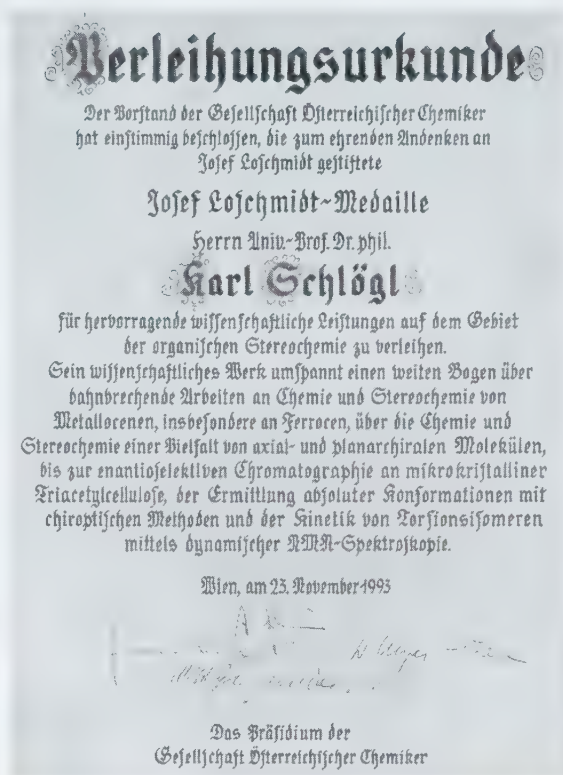 Verleihungsurkunde
Der Vorstand der Gesellschaft Österreichischer Chemiker
hat einstimmig beschlossen, die zum ehrenden Andenken an
Josef Loschmidt gestiftete
Josef Loschmidt-Medaille
Herrn Univ.-Prof. Dr. phil.
Karl Schlögl
für hervorragende wissenschaftliche Leistungen auf dem Gebiet
der organischen Stereochemie zu verleihen.
Sein wissenschaftliches Werk umspannt einen weiten Bogen über
bahnbrechende Arbeiten an Chemie und Stereochemie von
Metallocenen, insbesondere an Ferrocen, über die Chemie und
Stereochemie einer Vielfalt von axial- und planarchiralen Molekülen,
bis zur enantioselektiven Chromatographie an mikrokristalliner
Triacetylcellulose, der Ermittlung absoluter Konformationen mit
chiroptischen Methoden und der Kinetik von Torsionsisomeren
mittels dynamischer NMR-Spektroskopie.
Wien, am 23. November 1993
Das Präsidium der
Gesellschaft Österreichischer Chemiker